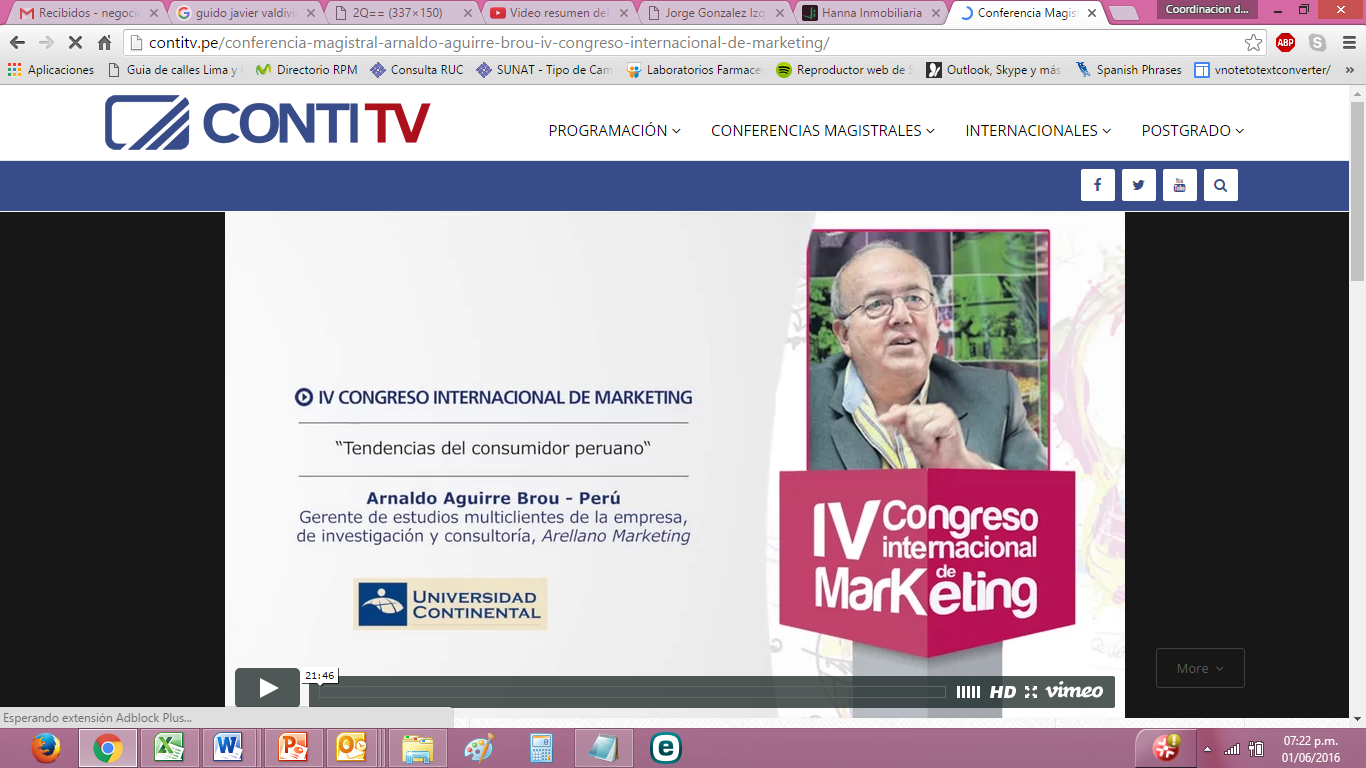 Recibidos - negocio
guido javier valdivia
2Q== (337×150)
Video resumen del
Jorge Gonzalez Izq
Hanna Inmobiliaria
Conferencia Magist
Coordinacion d...
contitv.pe/conferencia-magistral-arnaldo-aguirre-brou-iv-congreso-internacional-de-marketing/
ABP
Aplicaciones
Guia de calles Lima y
Directorio RPM
Consulta RUC
SUNAT - Tipo de Cam
Laboratorios Farmace
Reproductor web de S
Outlook, Skype y más
Spanish Phrases
vnotetotextconverter/
»
CONTI TV
PROGRAMACIÓN
CONFERENCIAS MAGISTRALES
INTERNACIONALES
POSTGRADO
You Tube
IV CONGRESO INTERNACIONAL DE MARKETING
“Tendencias del consumidor peruano“
Arnaldo Aguirre Brou - Perú
Gerente de estudios multiclientes de la empresa,
de investigación y consultoría, Arellano Marketing
UNIVERSIDAD
CONTINENTAL
IV Congreso
internacional
de
MarKeting
More
21:46
HD
vimeo
Esperando extensión Adblock Plus...
07:22 p.m.
01/06/2016